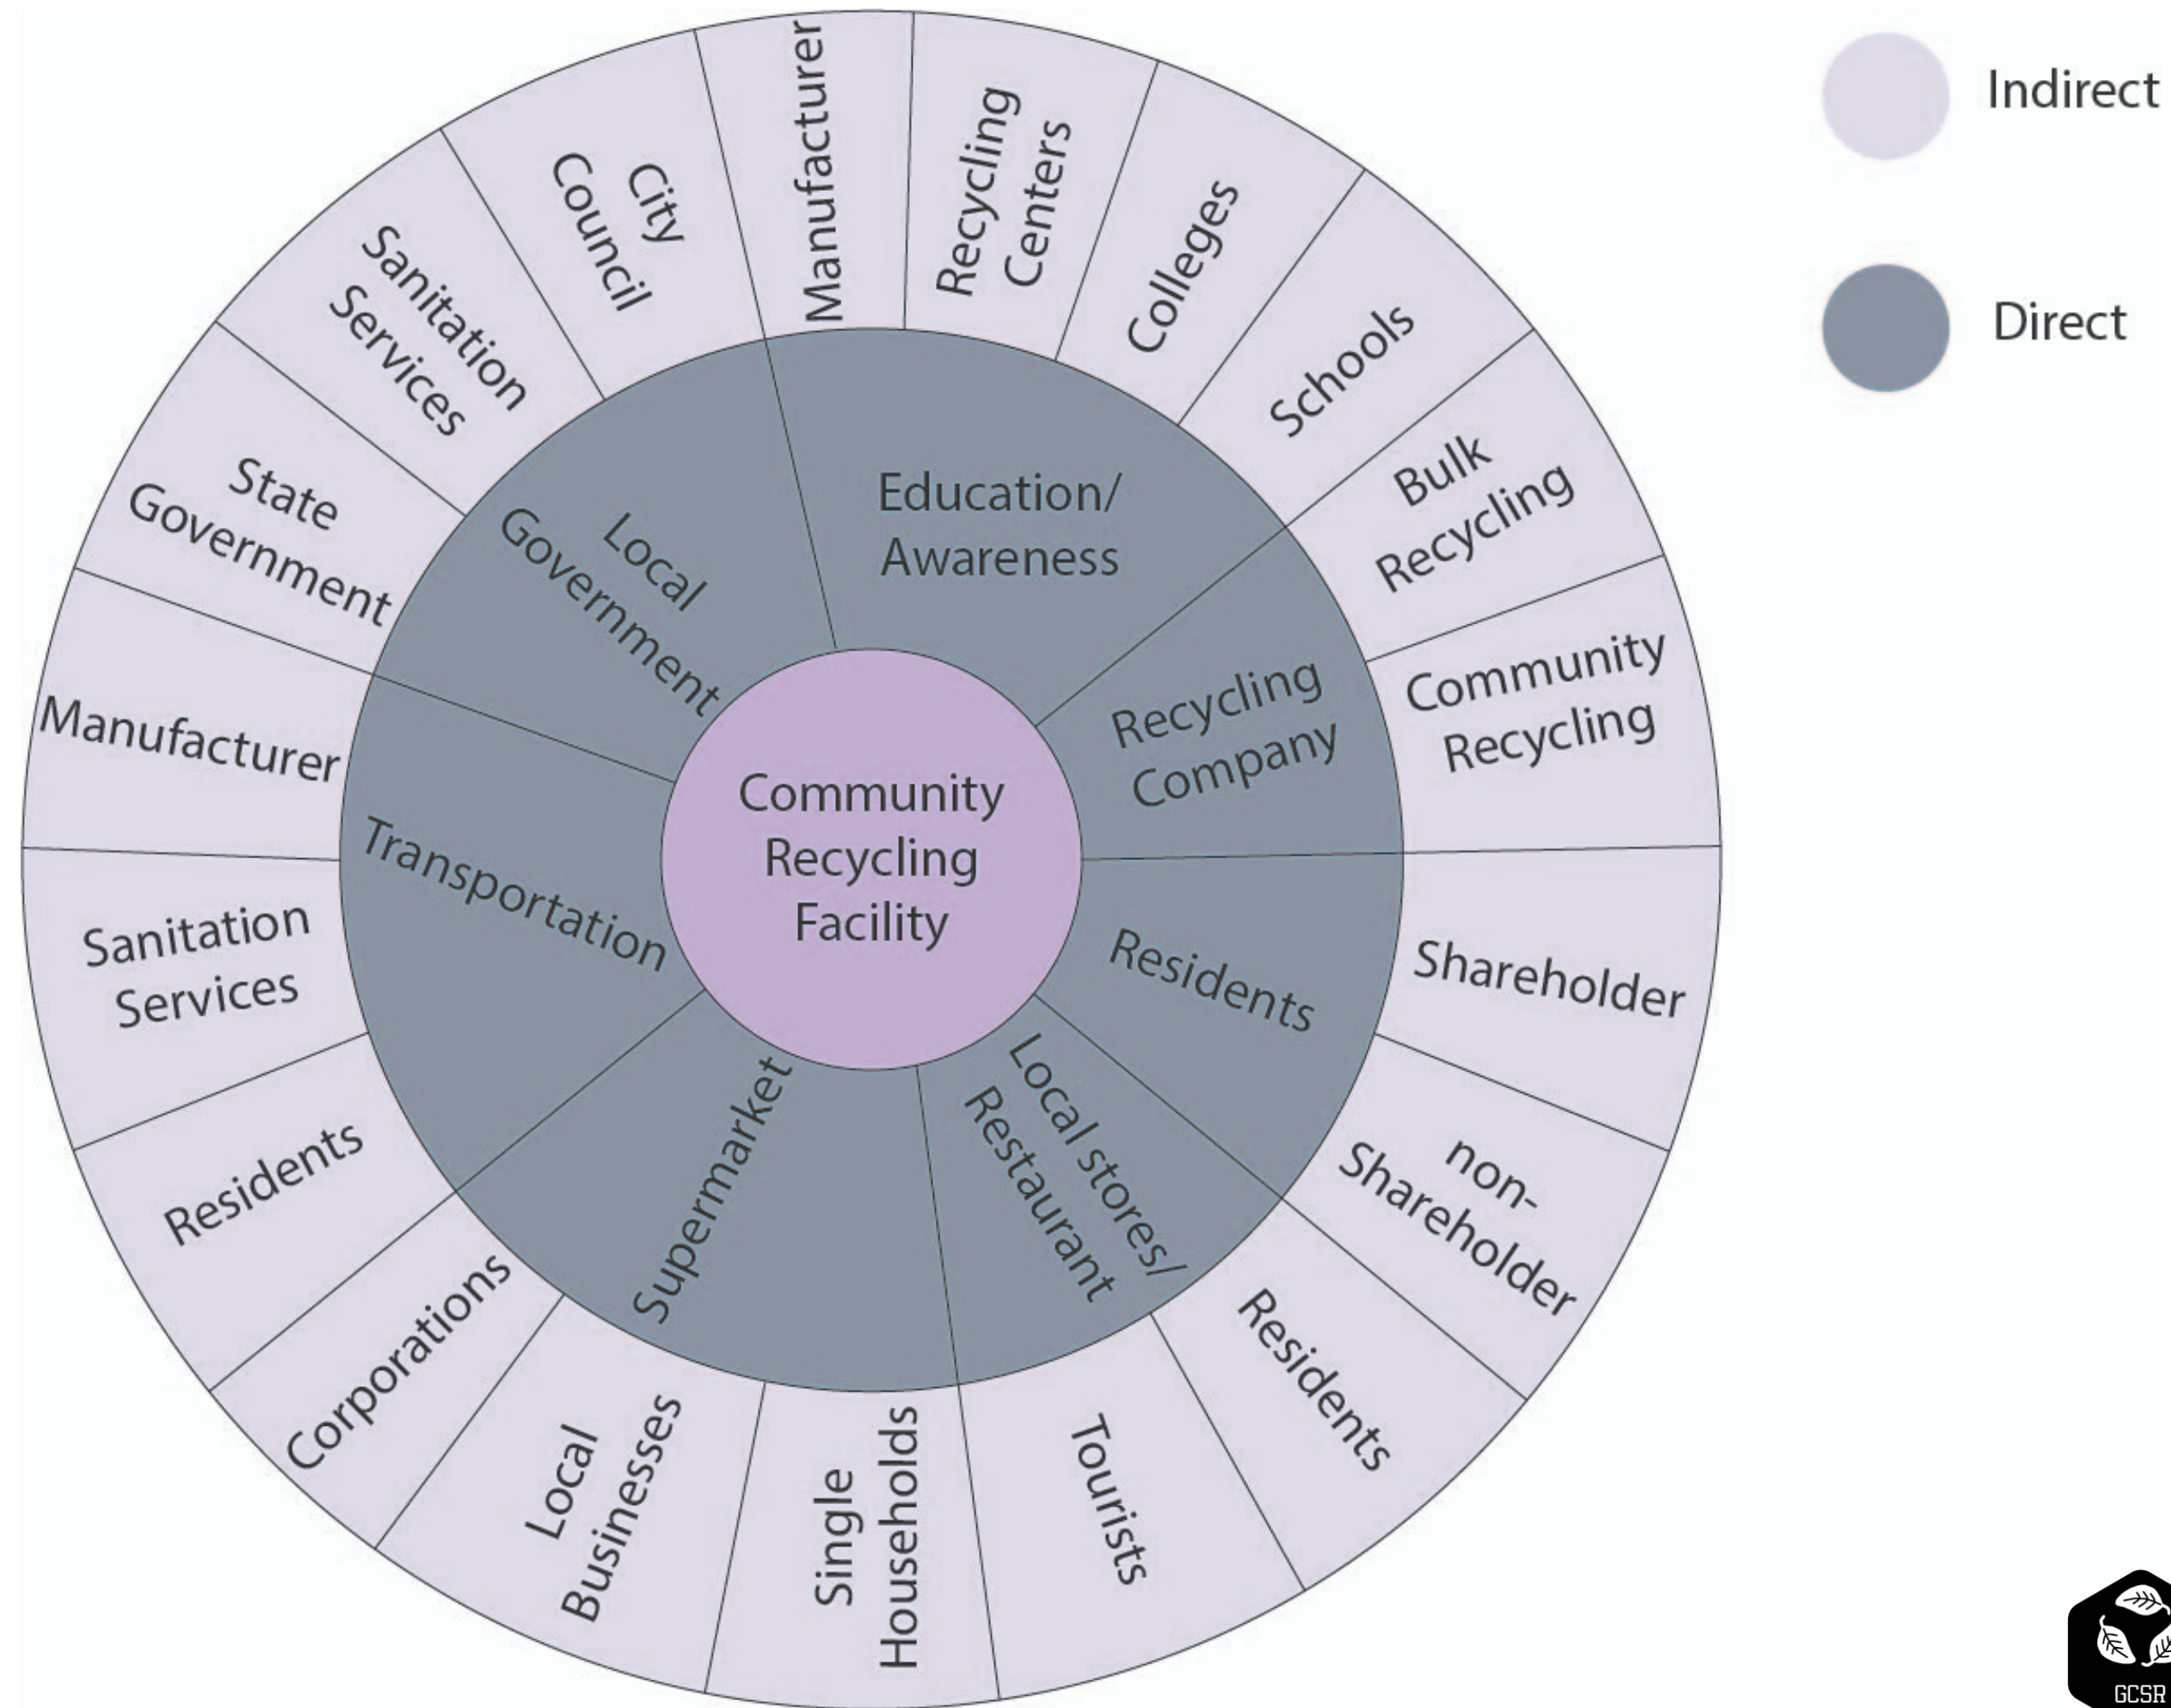 Indirect
Direct
Community
Recycling
Facility
Education/
Awareness
Recycling
Company
Residents
Local stores/
Restaurant
Supermarket
Transportation
Local
Government
Manufacturer
Recycling
Centers
Colleges
Schools
Bulk
Recycling
Community
Recycling
Shareholder
non-
Shareholder
Residents
Tourists
Single
Households
Local
Businesses
Corporations
Residents
Sanitation
Services
Manufacturer
State
Government
Sanitation
Services
City
Council
GCSR